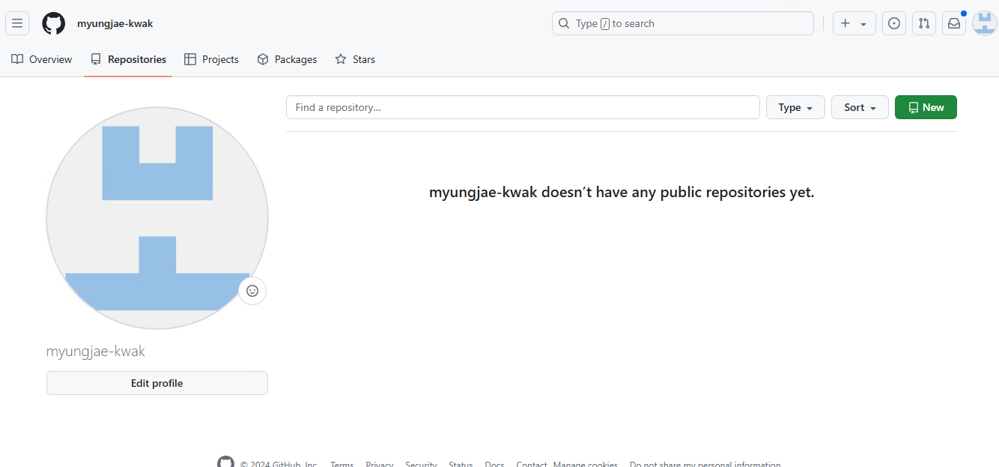 myungjae-kwak
Type / to search
Overview Repositories Projects Packages Stars
Find a repository...
Type Sort New
myungjae-kwak doesn't have any public repositories yet.
myungjae-kwak
Edit profile
© 2024 GitHub, Inc. Terms Privacy Security Status Docs Contact Manage cookies Do not share my personal information